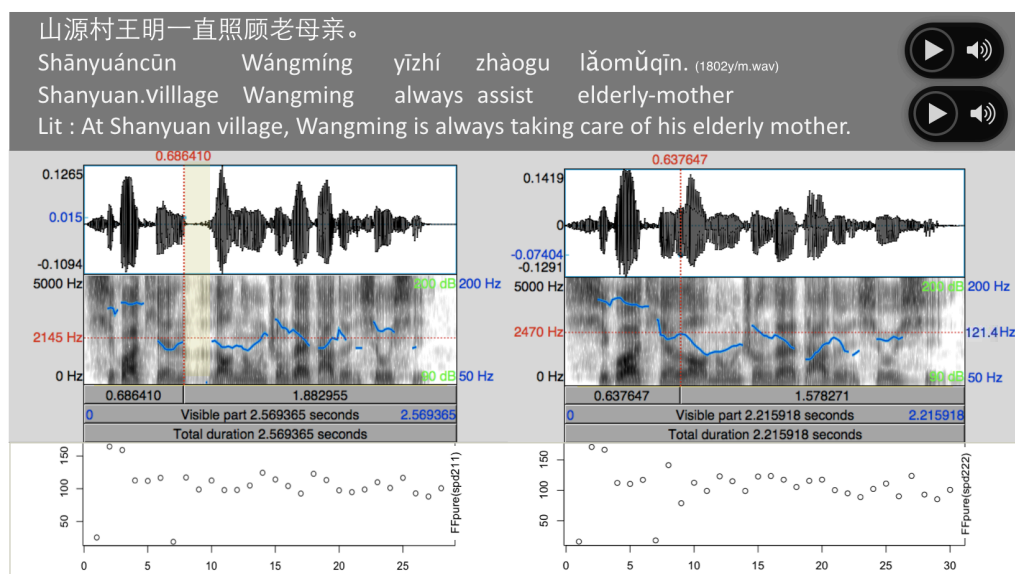 山源村王明一直照顾老母亲。
Shānyuáncūn Wángmíng yīzhí zhàogu lǎomǔqīn. (1802y/m.wav)
Shanyuan.villlage Wangming always assist elderly-mother
Lit : At Shanyuan village, Wangming is always taking care of his elderly mother.
0.686410
0.1265
0.015
-0.1094
5000 Hz
200 Hz
2145 Hz
0 Hz
50 Hz
0.686410 1.882955
0 Visible part 2.569365 seconds 2.569365
Total duration 2.569365 seconds
0.637647
0.1419
0
-0.07404
-0.1291
5000 Hz
200 Hz
2470 Hz
121.4Hz
0 Hz
50 Hz
0.637647 1.578271
0 Visible part 2.215918 seconds 2.215918
Total duration 2.215918 seconds
150
100
50
FFpure(spd211)
0 5 10 15 20 25
150
100
50
FFpure(spd222)
0 5 10 15 20 25 30